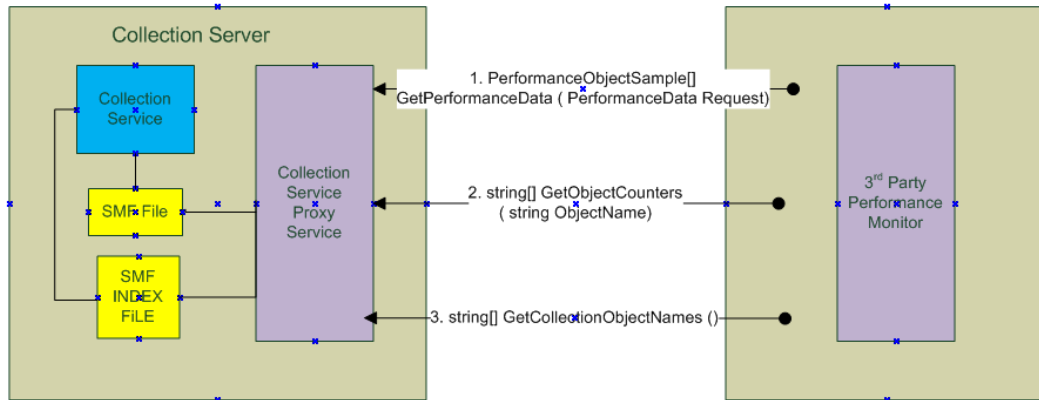 Collection Server
Collection
Service
SMF File
SMF
INDEX
FiLE
Collection
Service
Proxy
Service
1. PerformanceObjectSample[]
GetPerformanceData ( PerformanceData Request)
2. string[] GetObjectCounters
( string ObjectName)
3. string[] GetCollectionObjectNames ()
3rd Party
Performance
Monitor